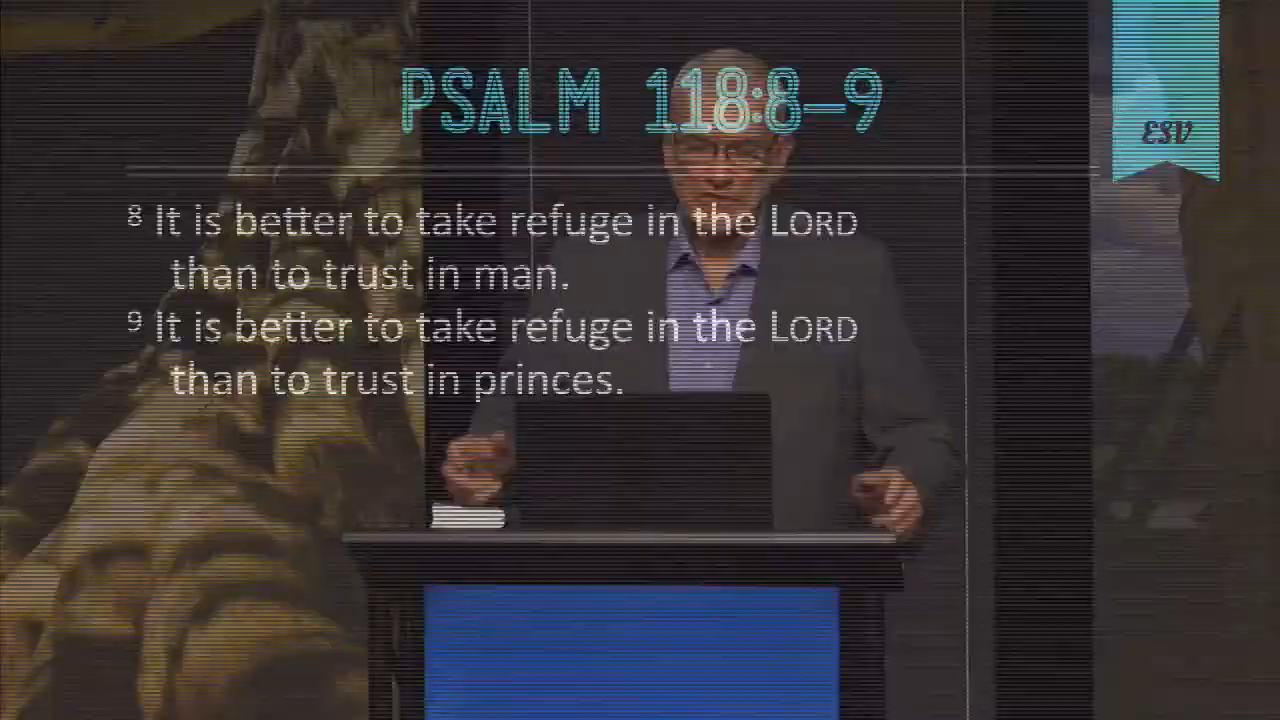 PSALM 118:8–9
ESV
8 It is better to take refuge in the LORD
than to trust in man.
9 It is better to take refuge in the LORD
than to trust in princes.